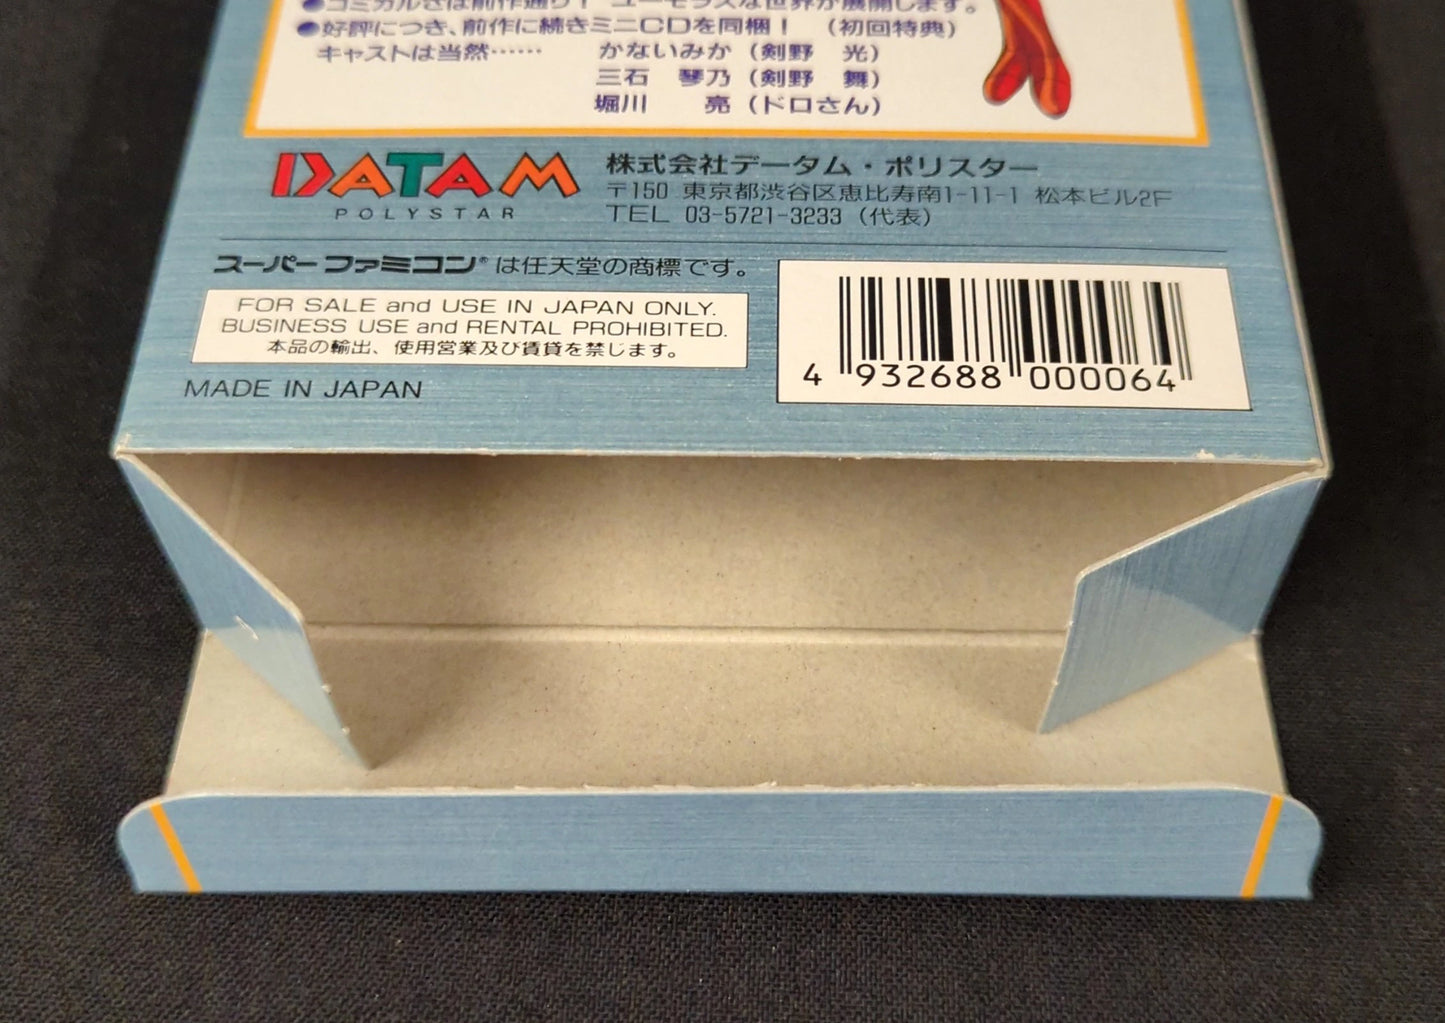 ●コミカルさは前作通り！ ユーモラスな世界が展開します。
●好評につき、前作に続きミニCDを同梱！ （初回特典）
キャストは当然…… かないみか（剣野 光）
三石 琴乃（剣野 舞）
堀川 亮（ドロさん）
DATAM
POLYSTAR
株式会社データム・ポリスター
〒150 東京都渋谷区恵比寿南1-11-1 松本ビル2F
TEL 03-5721-3233（代表）
スーパーファミコン®は任天堂の商標です。
FOR SALE and USE IN JAPAN ONLY.
BUSINESS USE and RENTAL PROHIBITED.
本品の輸出、使用営業及び賃貸を禁じます。
MADE IN JAPAN
4 932688 000064